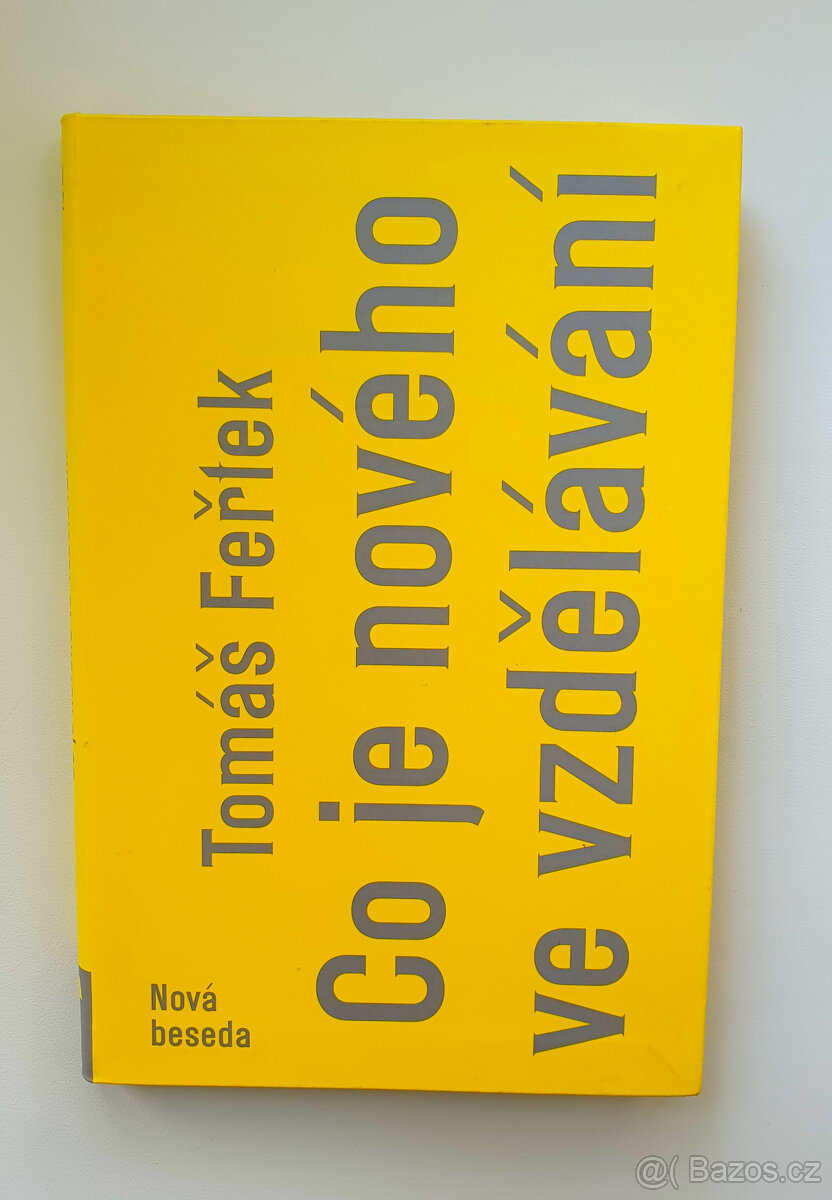 Tomáš Feřtek
Co je nového
ve vzdělávání
Nová
beseda
@( Bazos.cz